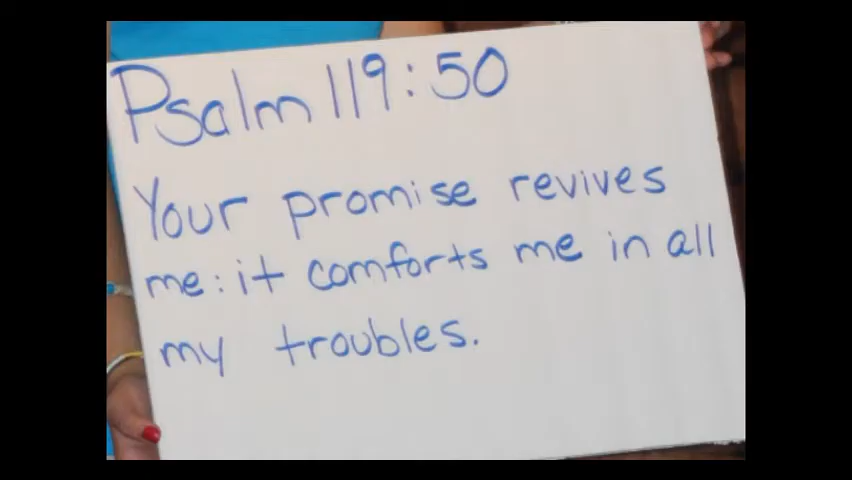 Psalm 119:50
Your promise revives
me: it comforts me in all
my troubles.